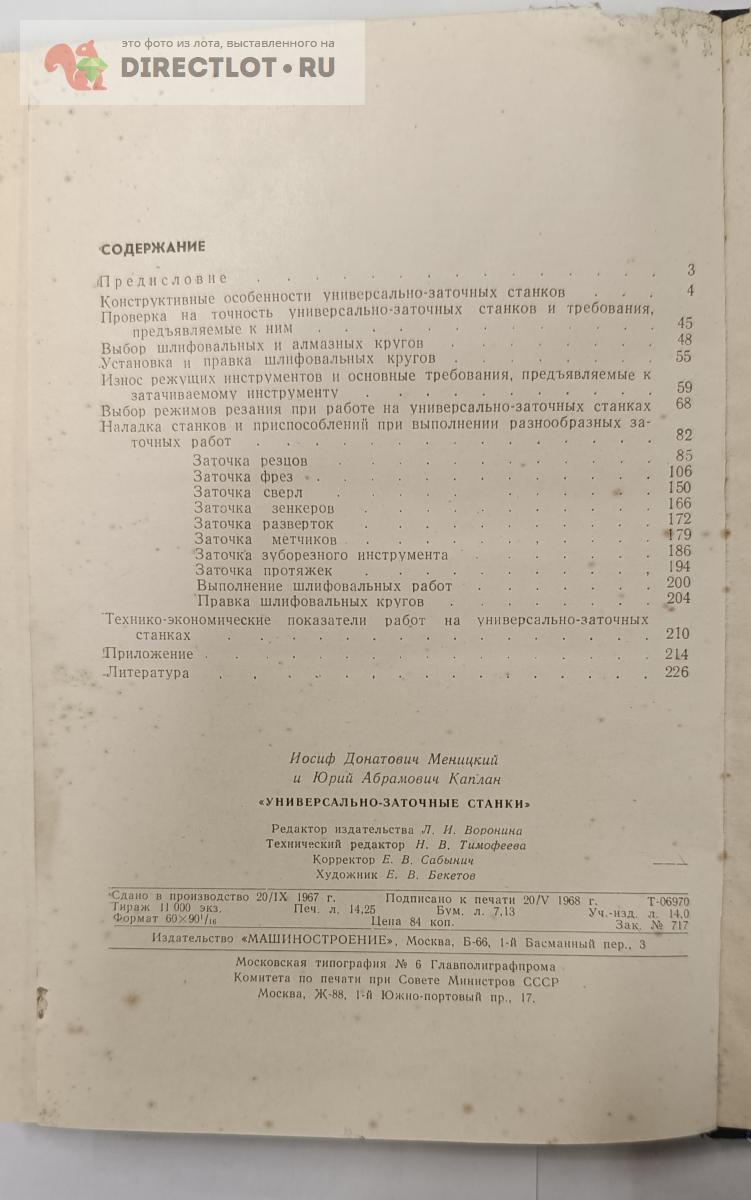 это фото из лота, выставленного на
DIRECTLOT•RU
СОДЕРЖАНИЕ
Предисловие . . . . . . . . . . . . . . 3
Конструктивные особенности универсально-заточных станков . . . 4
Проверка на точность универсально-заточных станков и требования,
предъявляемые к ним . . . . . . . . . . . . 45
Выбор шлифовальных и алмазных кругов . . . . . . . . 48
Установка и правка шлифовальных кругов . . . . . . . 55
Износ режущих инструментов и основные требования, предъявляемые к
затачиваемому инструменту . . . . . . . . . . 59
Выбор режимов резания при работе на универсально-заточных станках 68
Наладка станков и приспособлений при выполнении разнообразных за-
точных работ . . . . . . . . . . . . . . 82
Заточка резцов . . . . . . . . . . . 85
Заточка фрез . . . . . . . . . . . . 106
Заточка сверл . . . . . . . . . . . 150
Заточка зенкеров . . . . . . . . . . 166
Заточка разверток . . . . . . . . . . 172
Заточка метчиков . . . . . . . . . . 179
Заточка зуборезного инструмента . . . . . . 186
Заточка протяжек . . . . . . . . . . 194
Выполнение шлифовальных работ . . . . . . 200
Правка шлифовальных кругов . . . . . . . 204
Технико-экономические показатели работ на универсально-заточных
станках . . . . . . . . . . . . . . . 210
Приложение . . . . . . . . . . . . . . . . 214
Литература . . . . . . . . . . . . . . . 226
Иосиф Донатович Меницкий
и Юрий Абрамович Каплан
«УНИВЕРСАЛЬНО-ЗАТОЧНЫЕ СТАНКИ»
Редактор издательства Л. И. Воронина
Технический редактор Н. В. Тимофеева
Корректор Е. В. Сабынич
Художник Е. В. Бекетов
Сдано в производство 20/IX 1967 г. Подписано к печати 20/V 1968 г. Т-06970
Тираж 11 000 экз. Печ. л. 14,25 Бум. л. 7,13 Уч.-изд. л. 14,0
Формат 60×90¹/₁₆ Цена 84 коп. Зак. № 717
Издательство «МАШИНОСТРОЕНИЕ», Москва, Б-66, 1-й Басманный пер., 3
Московская типография № 6 Главполиграфпрома
Комитета по печати при Совете Министров СССР
Москва, Ж-88, 1-й Южно-портовый пр., 17.